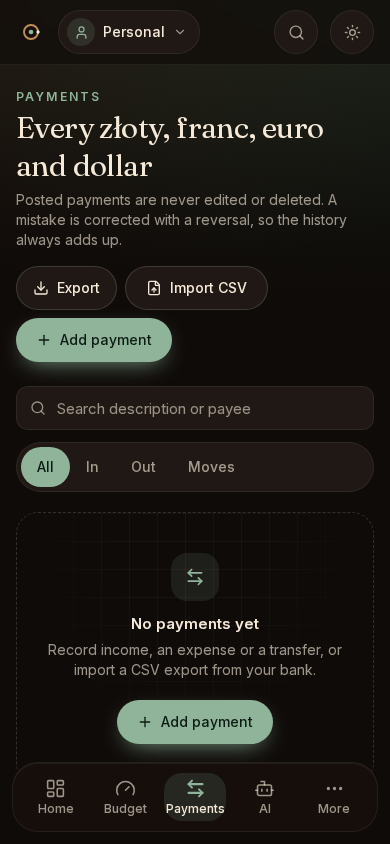 Personal
PAYMENTS
Every złoty, franc, euro
and dollar
Posted payments are never edited or deleted. A
mistake is corrected with a reversal, so the history
always adds up.
Export
Import CSV
Add payment
Search description or payee
All
In
Out
Moves
No payments yet
Record income, an expense or a transfer, or
import a CSV export from your bank.
Add payment
Home
Budget
Payments
AI
More